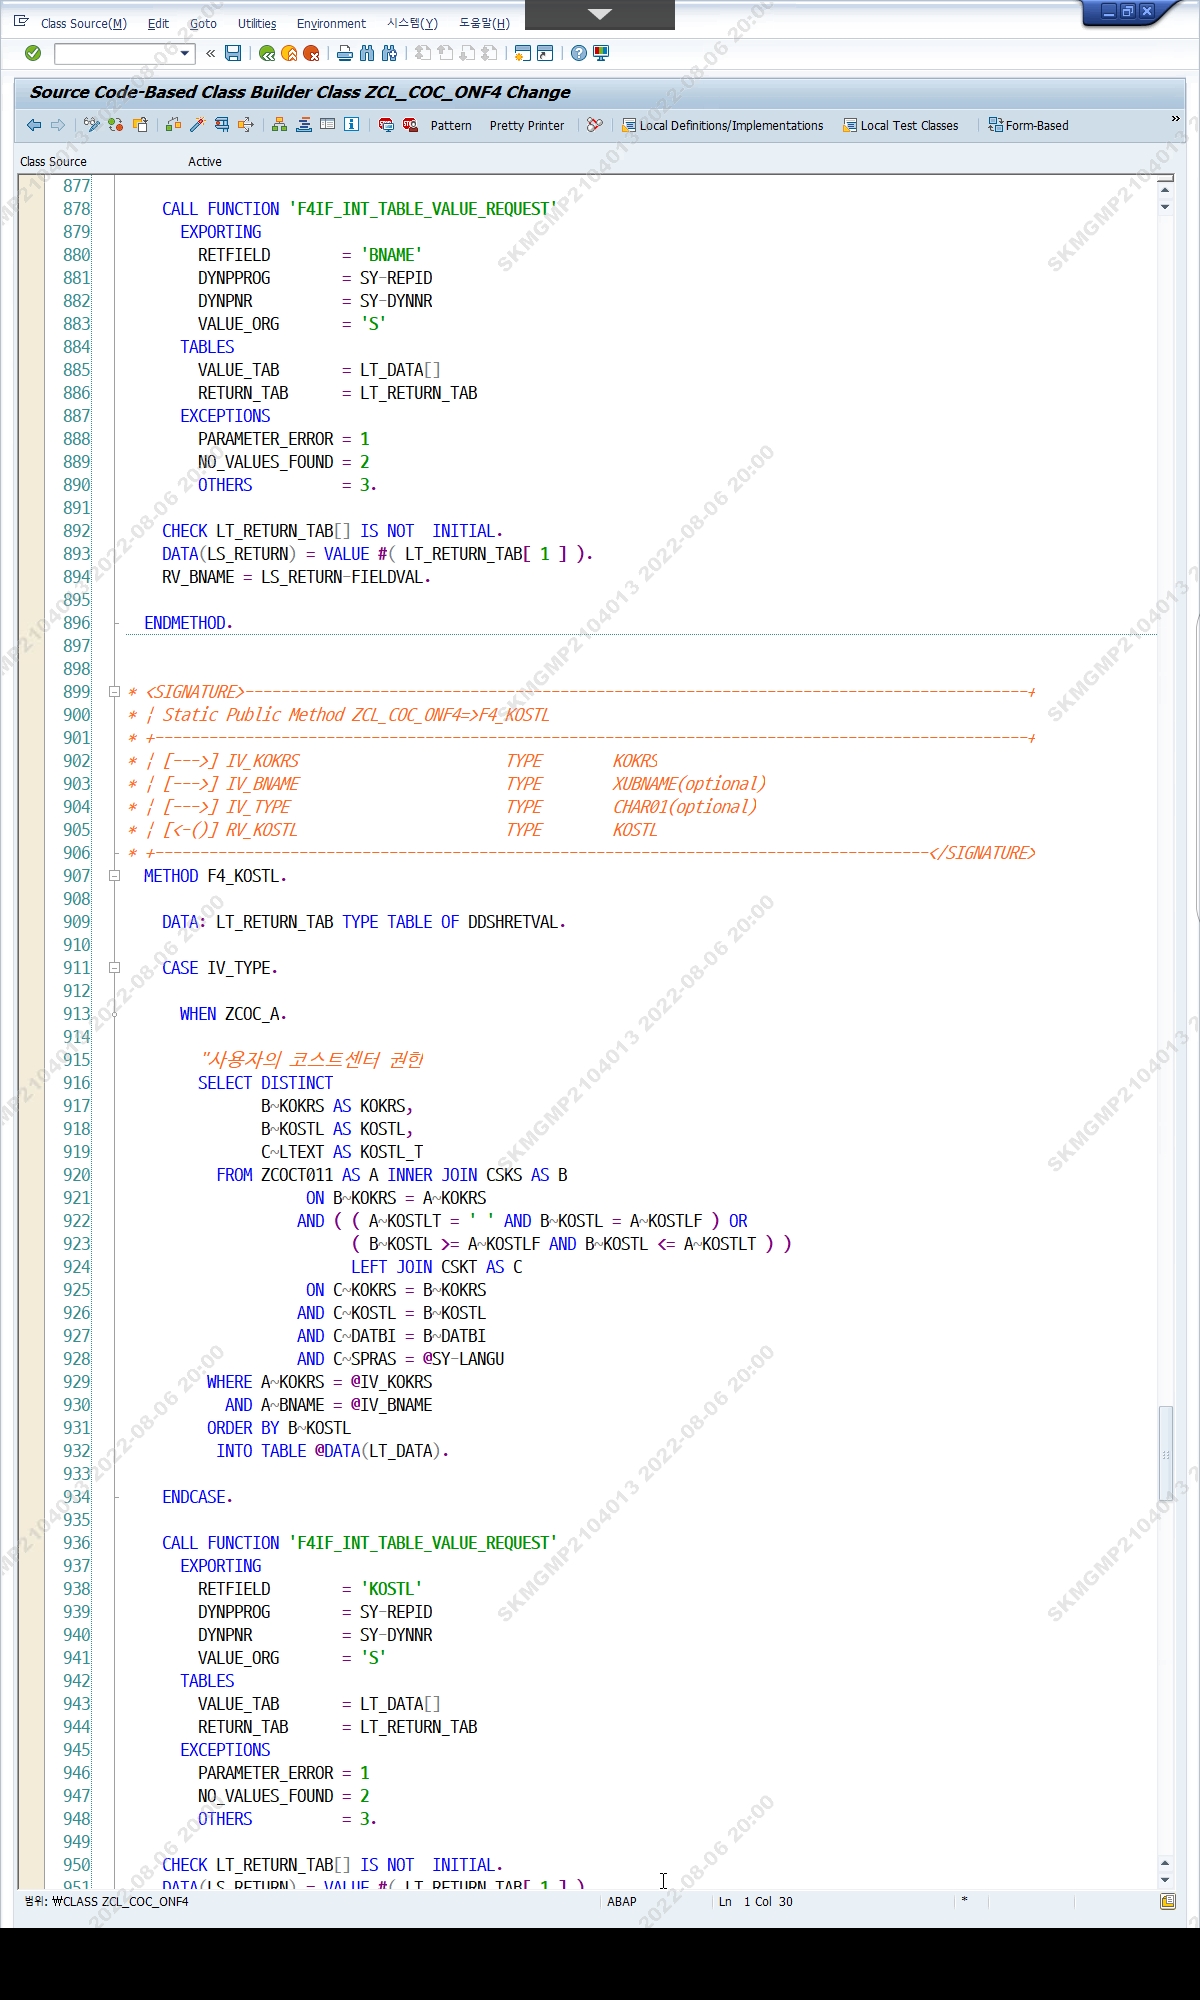 Class Source(M) Edit Goto Utilities Environment 시스템(Y) 도움말(H)
Source Code-Based Class Builder Class ZCL_COC_ONF4 Change
Pattern Pretty Printer Local Definitions/Implementations Local Test Classes Form-Based
Class Source Active
877
878 CALL FUNCTION 'F4IF_INT_TABLE_VALUE_REQUEST'
879 EXPORTING
880 RETFIELD = 'BNAME'
881 DYNPPROG = SY-REPID
882 DYNPNR = SY-DYNNR
883 VALUE_ORG = 'S'
884 TABLES
885 VALUE_TAB = LT_DATA[]
886 RETURN_TAB = LT_RETURN_TAB
887 EXCEPTIONS
888 PARAMETER_ERROR = 1
889 NO_VALUES_FOUND = 2
890 OTHERS = 3.
891
892 CHECK LT_RETURN_TAB[] IS NOT  INITIAL.
893 DATA(LS_RETURN) = VALUE #( LT_RETURN_TAB[ 1 ] ).
894 RV_BNAME = LS_RETURN-FIELDVAL.
895
896 ENDMETHOD.
897
898
899 * <SIGNATURE>---------------------------------------------------------------------------------------+
900 * | Static Public Method ZCL_COC_ONF4=>F4_KOSTL
901 * +-------------------------------------------------------------------------------------------------+
902 * | [--->] IV_KOKRS TYPE KOKRS
903 * | [--->] IV_BNAME TYPE XUBNAME(optional)
904 * | [--->] IV_TYPE TYPE CHAR01(optional)
905 * | [<-()] RV_KOSTL TYPE KOSTL
906 * +--------------------------------------------------------------------------------------</SIGNATURE>
907 METHOD F4_KOSTL.
908
909 DATA: LT_RETURN_TAB TYPE TABLE OF DDSHRETVAL.
910
911 CASE IV_TYPE.
912
913 WHEN ZCOC_A.
914
915 "사용자의 코스트센터 권한
916 SELECT DISTINCT
917 B~KOKRS AS KOKRS,
918 B~KOSTL AS KOSTL,
919 C~LTEXT AS KOSTL_T
920 FROM ZCOCT011 AS A INNER JOIN CSKS AS B
921 ON B~KOKRS = A~KOKRS
922 AND ( ( A~KOSTLT = ' ' AND B~KOSTL = A~KOSTLF ) OR
923 ( B~KOSTL >= A~KOSTLF AND B~KOSTL <= A~KOSTLT ) )
924 LEFT JOIN CSKT AS C
925 ON C~KOKRS = B~KOKRS
926 AND C~KOSTL = B~KOSTL
927 AND C~DATBI = B~DATBI
928 AND C~SPRAS = @SY-LANGU
929 WHERE A~KOKRS = @IV_KOKRS
930 AND A~BNAME = @IV_BNAME
931 ORDER BY B~KOSTL
932 INTO TABLE @DATA(LT_DATA).
933
934 ENDCASE.
935
936 CALL FUNCTION 'F4IF_INT_TABLE_VALUE_REQUEST'
937 EXPORTING
938 RETFIELD = 'KOSTL'
939 DYNPPROG = SY-REPID
940 DYNPNR = SY-DYNNR
941 VALUE_ORG = 'S'
942 TABLES
943 VALUE_TAB = LT_DATA[]
944 RETURN_TAB = LT_RETURN_TAB
945 EXCEPTIONS
946 PARAMETER_ERROR = 1
947 NO_VALUES_FOUND = 2
948 OTHERS = 3.
949
950 CHECK LT_RETURN_TAB[] IS NOT  INITIAL.
951 DATA(LS_RETURN) = VALUE #( LT_RETURN_TAB[ 1 ] )
범위: ₩CLASS ZCL_COC_ONF4 ABAP Ln 1 Col 30 *
SKMGMP2104013 2022-08-06 20:00